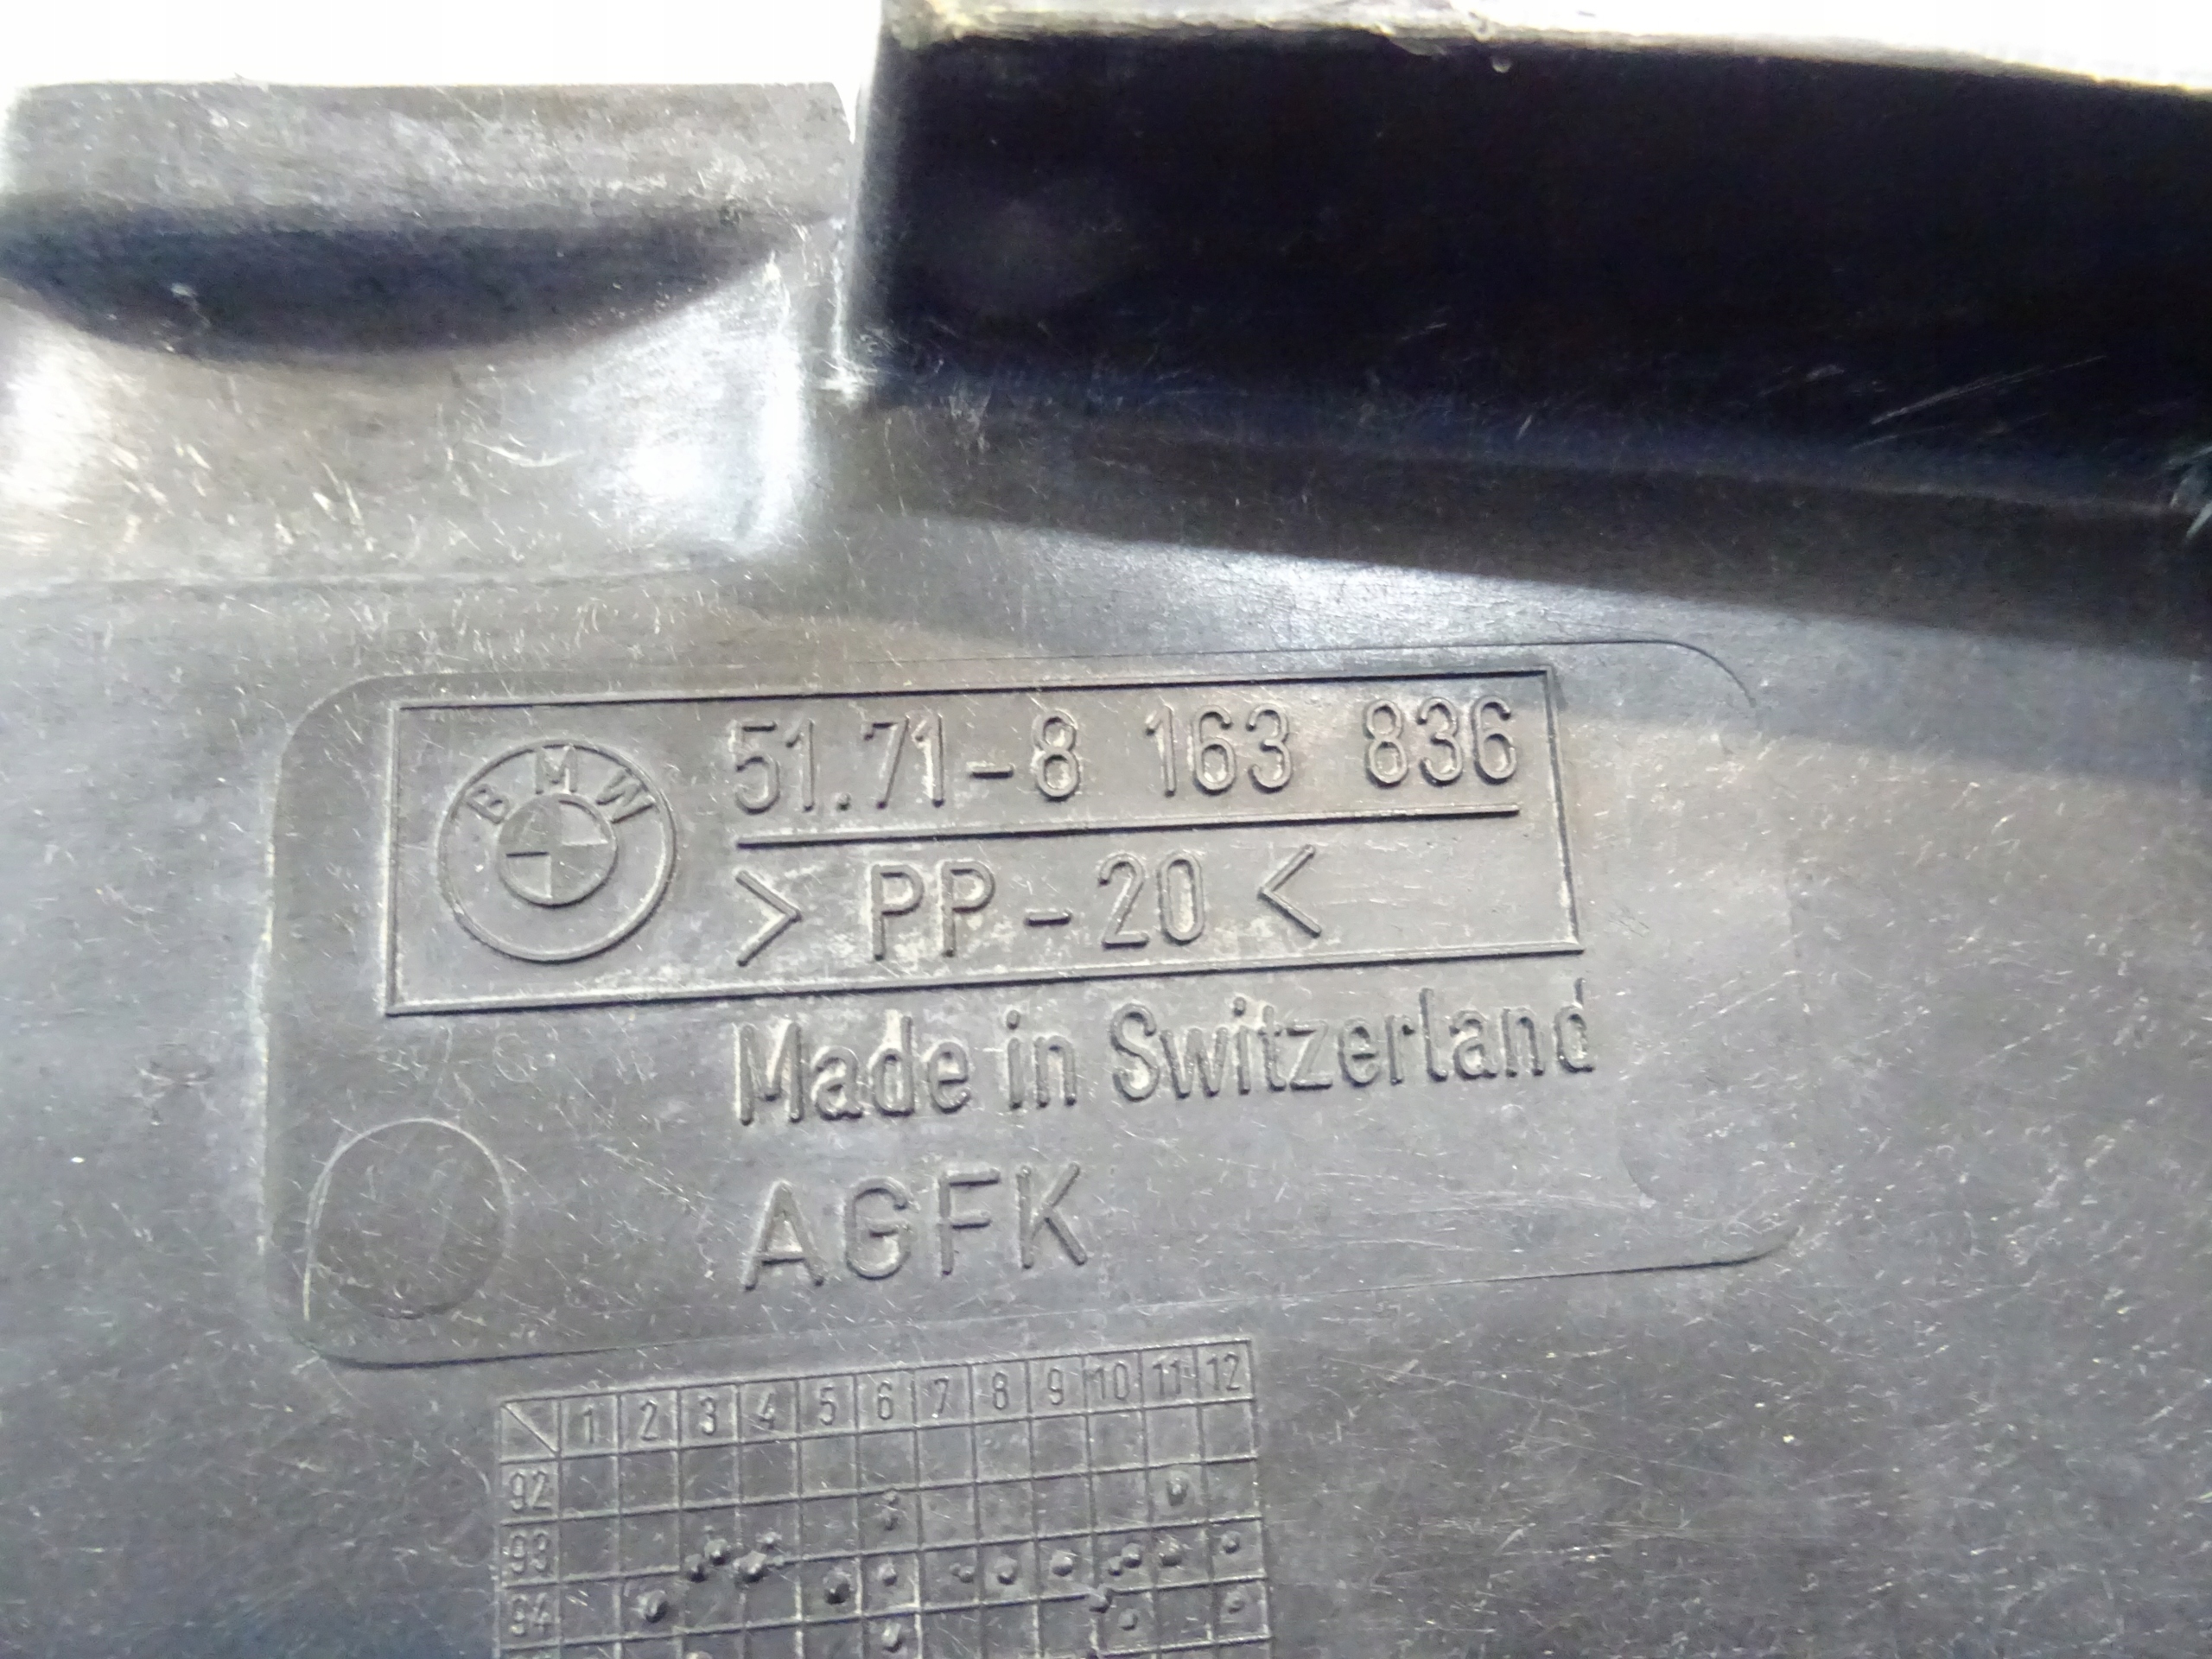 BMW
51.71-8 163 836
> PP-20 <
Made in Switzerland
AGFK
1 2 3 4 5 6 7 8 9 10 11 12
92
93
94